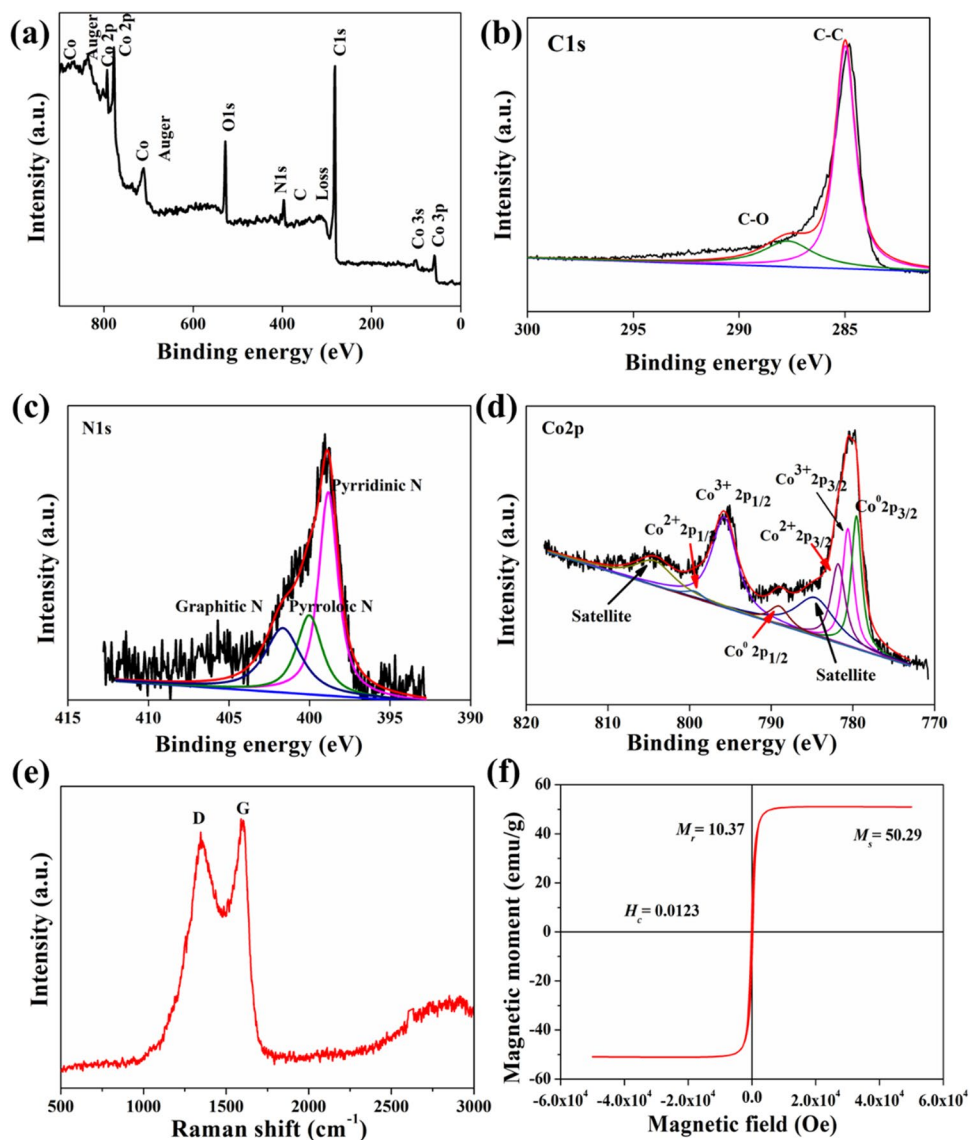 (a)
Co
Auger
Co 2p
Co 2p
Co
Auger
O1s
N1s
C
Loss
C1s
Co 3s
Co 3p
Intensity (a.u.)
800 600 400 200 0
Binding energy (eV)
(b)
C1s
C-C
C-O
Intensity (a.u.)
300 295 290 285
Binding energy (eV)
(c)
N1s
Pyrridinic N
Graphitic N
Pyrroloic N
Intensity (a.u.)
415 410 405 400 395 390
Binding energy (eV)
(d)
Co2p
Co3+ 2p1/2
Co2+2p1/2
Co3+ 2p3/2
Co0 2p3/2
Co2+ 2p3/2
Satellite
Co0 2p1/2
Satellite
Intensity (a.u.)
820 810 800 790 780 770
Binding energy (eV)
(e)
D
G
Intensity (a.u.)
500 1000 1500 2000 2500 3000
Raman shift (cm-1)
(f)
Mr = 10.37
Ms = 50.29
Hc = 0.0123
Magnetic moment (emu/g)
60
40
20
0
-20
-40
-60
-6.0x10⁴ -4.0x10⁴ -2.0x10⁴ 0.0 2.0x10⁴ 4.0x10⁴ 6.0x10⁴
Magnetic field (Oe)